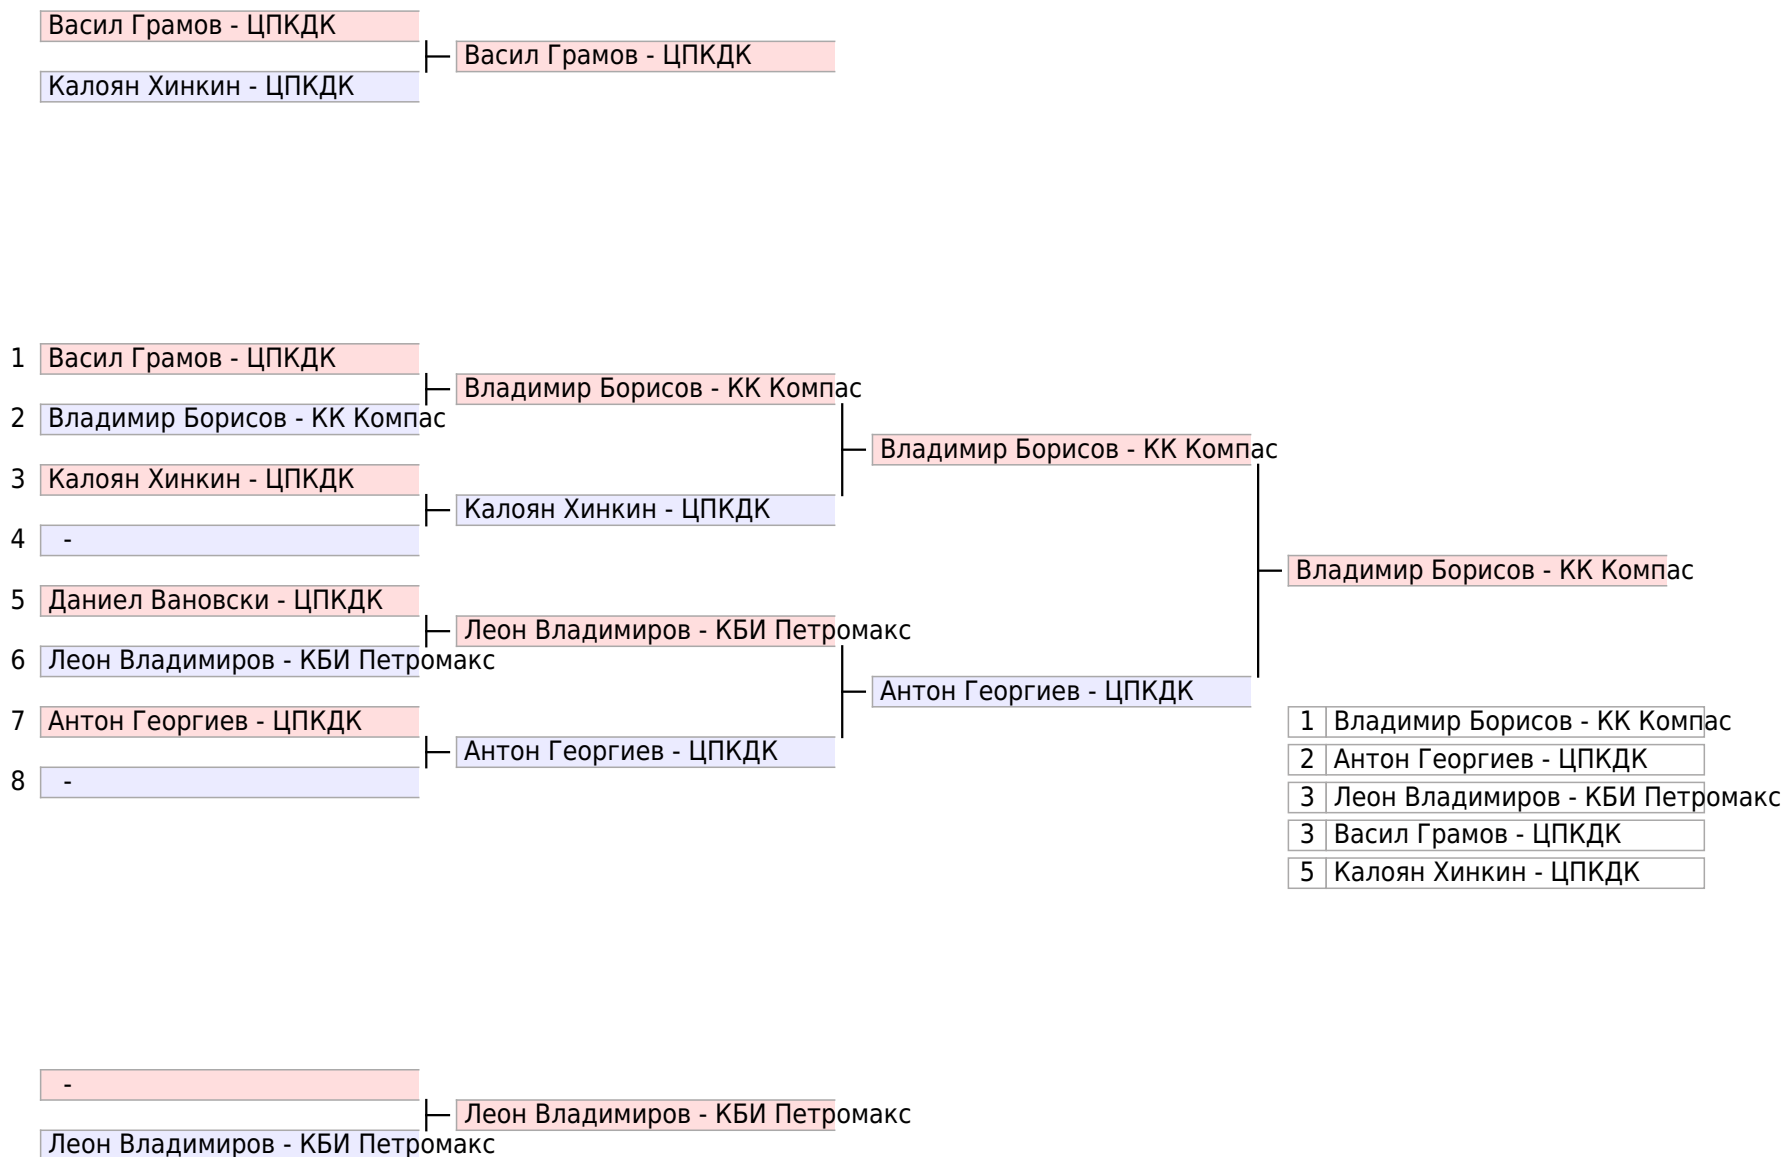 Васил Грамов - ЦПКДК
Васил Грамов - ЦПКДК
Калоян Хинкин - ЦПКДК
1 Васил Грамов - ЦПКДК
Владимир Борисов - КК Компас
2 Владимир Борисов - КК Компас
Владимир Борисов - КК Компас
3 Калоян Хинкин - ЦПКДК
Калоян Хинкин - ЦПКДК
4 -
Владимир Борисов - КК Компас
5 Даниел Вановски - ЦПКДК
Леон Владимиров - КБИ Петромакс
6 Леон Владимиров - КБИ Петромакс
Антон Георгиев - ЦПКДК
7 Антон Георгиев - ЦПКДК
Антон Георгиев - ЦПКДК
8 -
1 Владимир Борисов - КК Компас
2 Антон Георгиев - ЦПКДК
3 Леон Владимиров - КБИ Петромакс
3 Васил Грамов - ЦПКДК
5 Калоян Хинкин - ЦПКДК
-
Леон Владимиров - КБИ Петромакс
Леон Владимиров - КБИ Петромакс